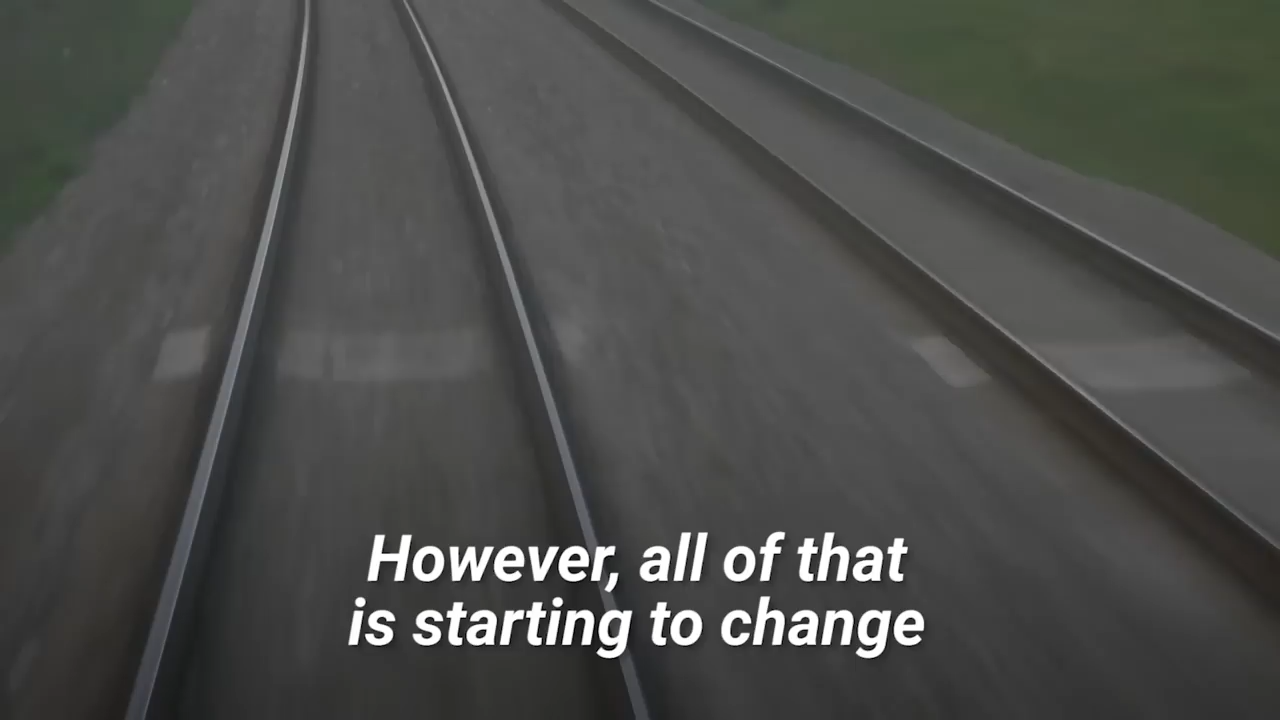 However, all of that
is starting to change